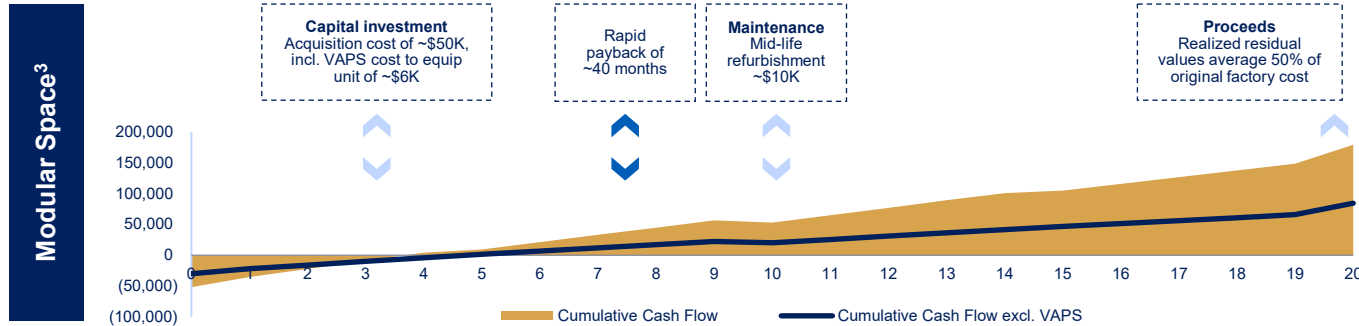 Modular Space3
Capital investment
Acquisition cost of ~$50K,
incl. VAPS cost to equip
unit of ~$6K
Rapid
payback of
~40 months
Maintenance
Mid-life
refurbishment
~$10K
Proceeds
Realized residual
values average 50% of
original factory cost
200,000
150,000
100,000
50,000
0
(50,000)
(100,000)
0 1 2 3 4 5 6 7 8 9 10 11 12 13 14 15 16 17 18 19 20
Cumulative Cash Flow
Cumulative Cash Flow excl. VAPS